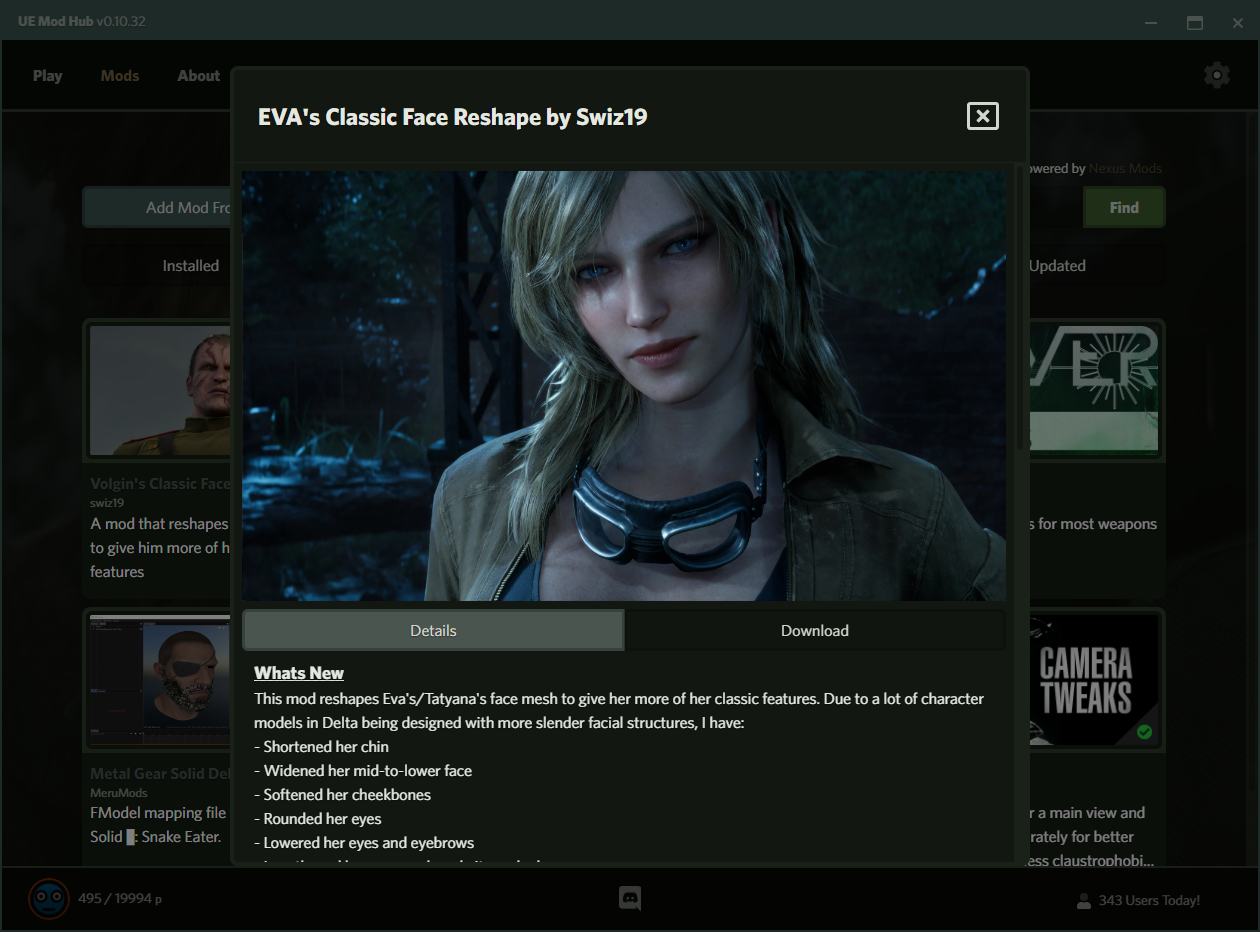 UE Mod Hub v0.10.32
Play
Mods
About
EVA's Classic Face Reshape by Swiz19
powered by Nexus Mods
Add Mod Fro
Find
Installed
Updated
Volgin's Classic Face
swiz19
A mod that reshapes
to give him more of h
features
s for most weapons
Details
Download
Whats New
This mod reshapes Eva's/Tatyana's face mesh to give her more of her classic features. Due to a lot of character
models in Delta being designed with more slender facial structures, I have:
- Shortened her chin
- Widened her mid-to-lower face
- Softened her cheekbones
- Rounded her eyes
- Lowered her eyes and eyebrows
CAMERA
TWEAKS
Metal Gear Solid Del
MeruMods
FModel mapping file
Solid : Snake Eater.
r a main view and
rately for better
ess claustrophobi...
495 / 19994 p
343 Users Today!